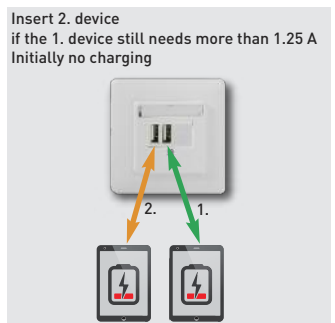 Insert 2. device
if the 1. device still needs more than 1.25 A
Initially no charging
2.
1.